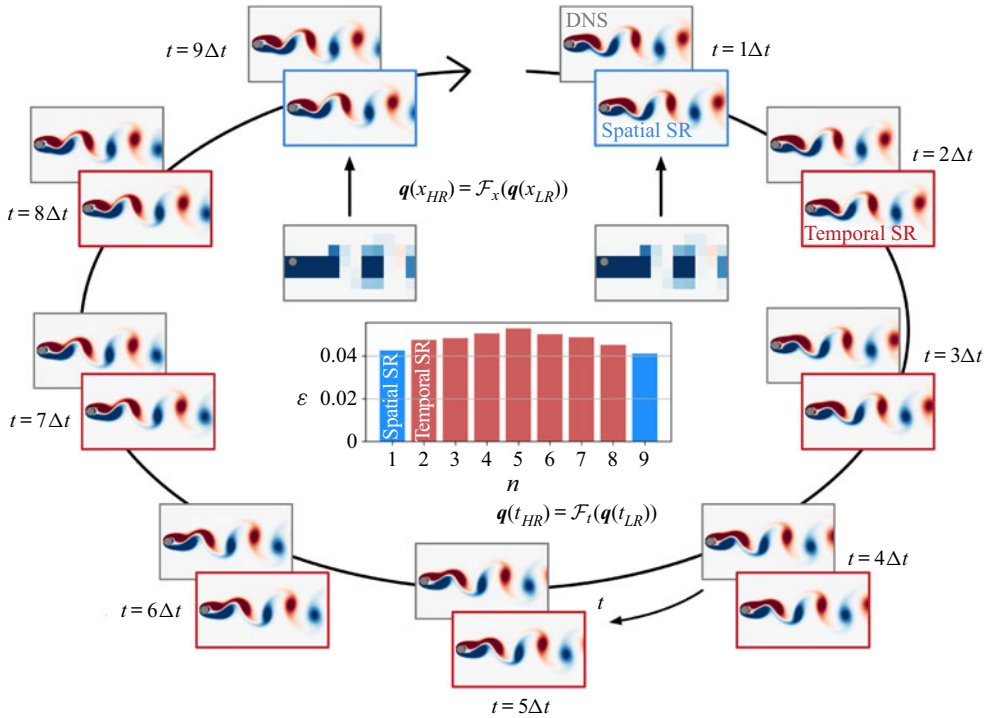 DNS
t = 9Δt
t = 1Δt
Spatial SR
t = 2Δt
q(x_HR) = F_x(q(x_LR))
t = 8Δt
Temporal SR
0.04
0.02
0
ε
Spatial SR
Temporal SR
1 2 3 4 5 6 7 8 9
n
t = 3Δt
t = 7Δt
q(t_HR) = F_t(q(t_LR))
t = 4Δt
t
t = 6Δt
t = 5Δt